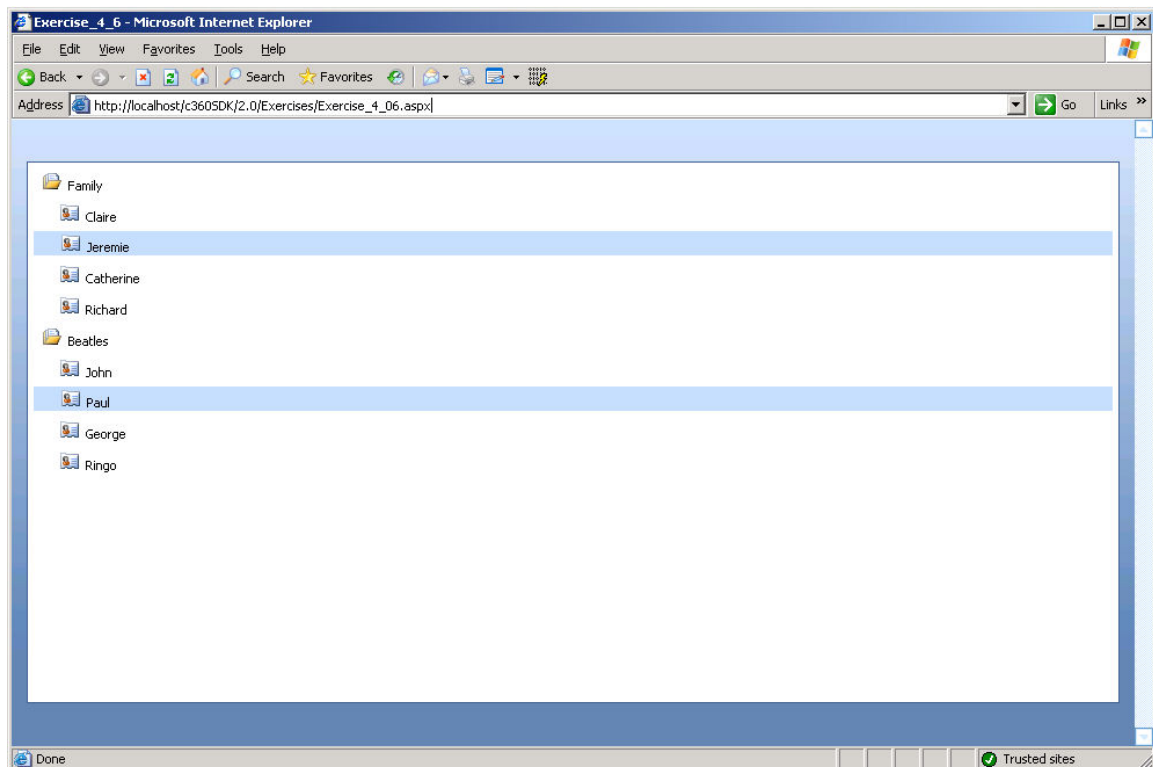 Exercise_4_6 - Microsoft Internet Explorer
File Edit View Favorites Tools Help
Back Search Favorites
Address http://localhost/c360SDK/2.0/Exercises/Exercise_4_06.aspx Go Links »
Family
Claire
Jeremie
Catherine
Richard
Beatles
John
Paul
George
Ringo
Done Trusted sites